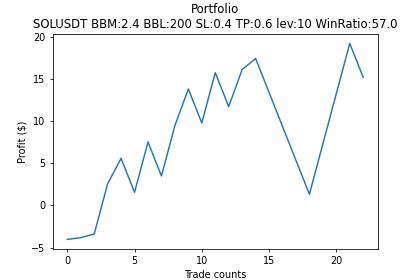 Portfolio
SOLUSDT BBM:2.4 BBL:200 SL:0.4 TP:0.6 lev:10 WinRatio:57.0
20
15
10
5
0
−5
Profit ($)
0
5
10
15
20
Trade counts